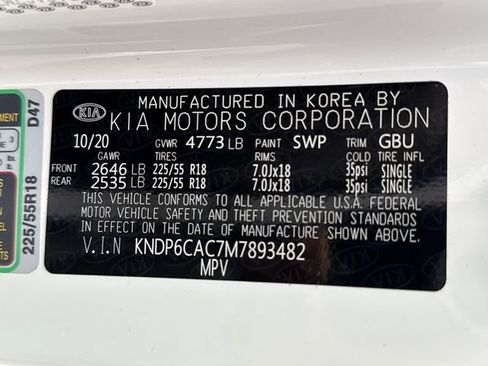 MANUFACTURED IN KOREA BY
KIA KIA MOTORS CORPORATION
10/20 GVWR 4773 LB PAINT SWP TRIM GBU
GAWR TIRES RIMS COLD TIRE INFL
FRONT 2646 LB 225/55 R18 7.0Jx18 35psi SINGLE
REAR 2535 LB 225/55 R18 7.0Jx18 35psi SINGLE
THIS VEHICLE CONFORMS TO ALL APPLICABLE U.S.A. FEDERAL
MOTOR VEHICLE SAFETY AND THEFT PREVENTION STANDARDS
IN EFFECT ON THE DATE OF MANUFACTURE SHOWN ABOVE.
V.I.N KNDP6CAC7M7893482
MPV
225/55R18 D47
3